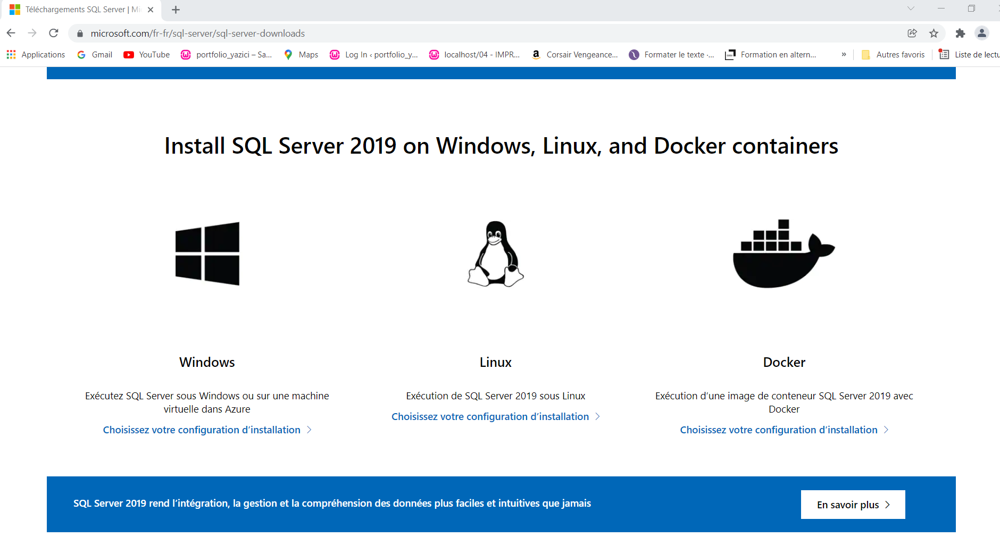 Téléchargements SQL Server | Mi
microsoft.com/fr-fr/sql-server/sql-server-downloads
Applications Gmail YouTube portfolio_yazici – Sa... Maps Log In ‹ portfolio_y... localhost/04 - IMPR... Corsair Vengeance... Formater le texte ·... Formation en altern... » Autres favoris Liste de lectu
Install SQL Server 2019 on Windows, Linux, and Docker containers
Windows
Exécutez SQL Server sous Windows ou sur une machine
virtuelle dans Azure
Choisissez votre configuration d’installation
Linux
Exécution de SQL Server 2019 sous Linux
Choisissez votre configuration d’installation
Docker
Exécution d’une image de conteneur SQL Server 2019 avec
Docker
Choisissez votre configuration d’installation
SQL Server 2019 rend l’intégration, la gestion et la compréhension des données plus faciles et intuitives que jamais
En savoir plus